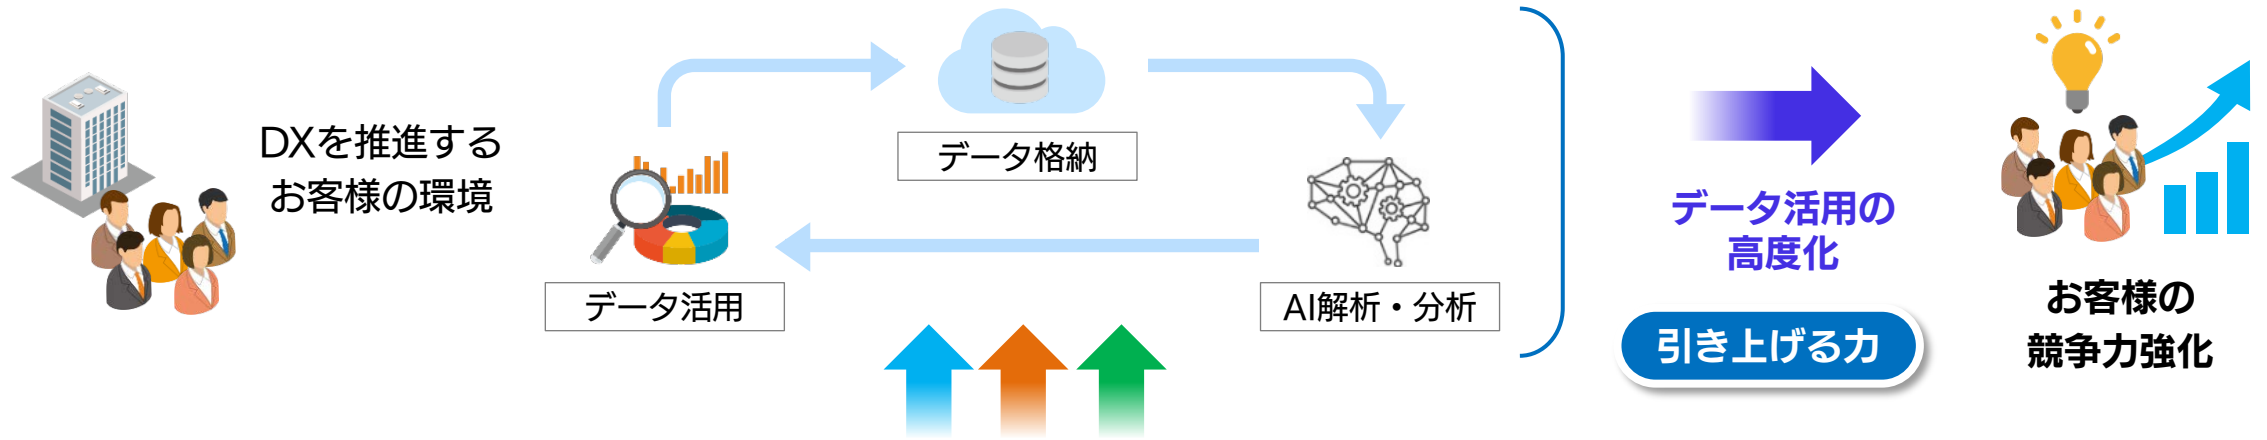 DXを推進する
お客様の環境
データ格納
データ活用
AI解析・分析
データ活用の
高度化
引き上げる力
お客様の
競争力強化